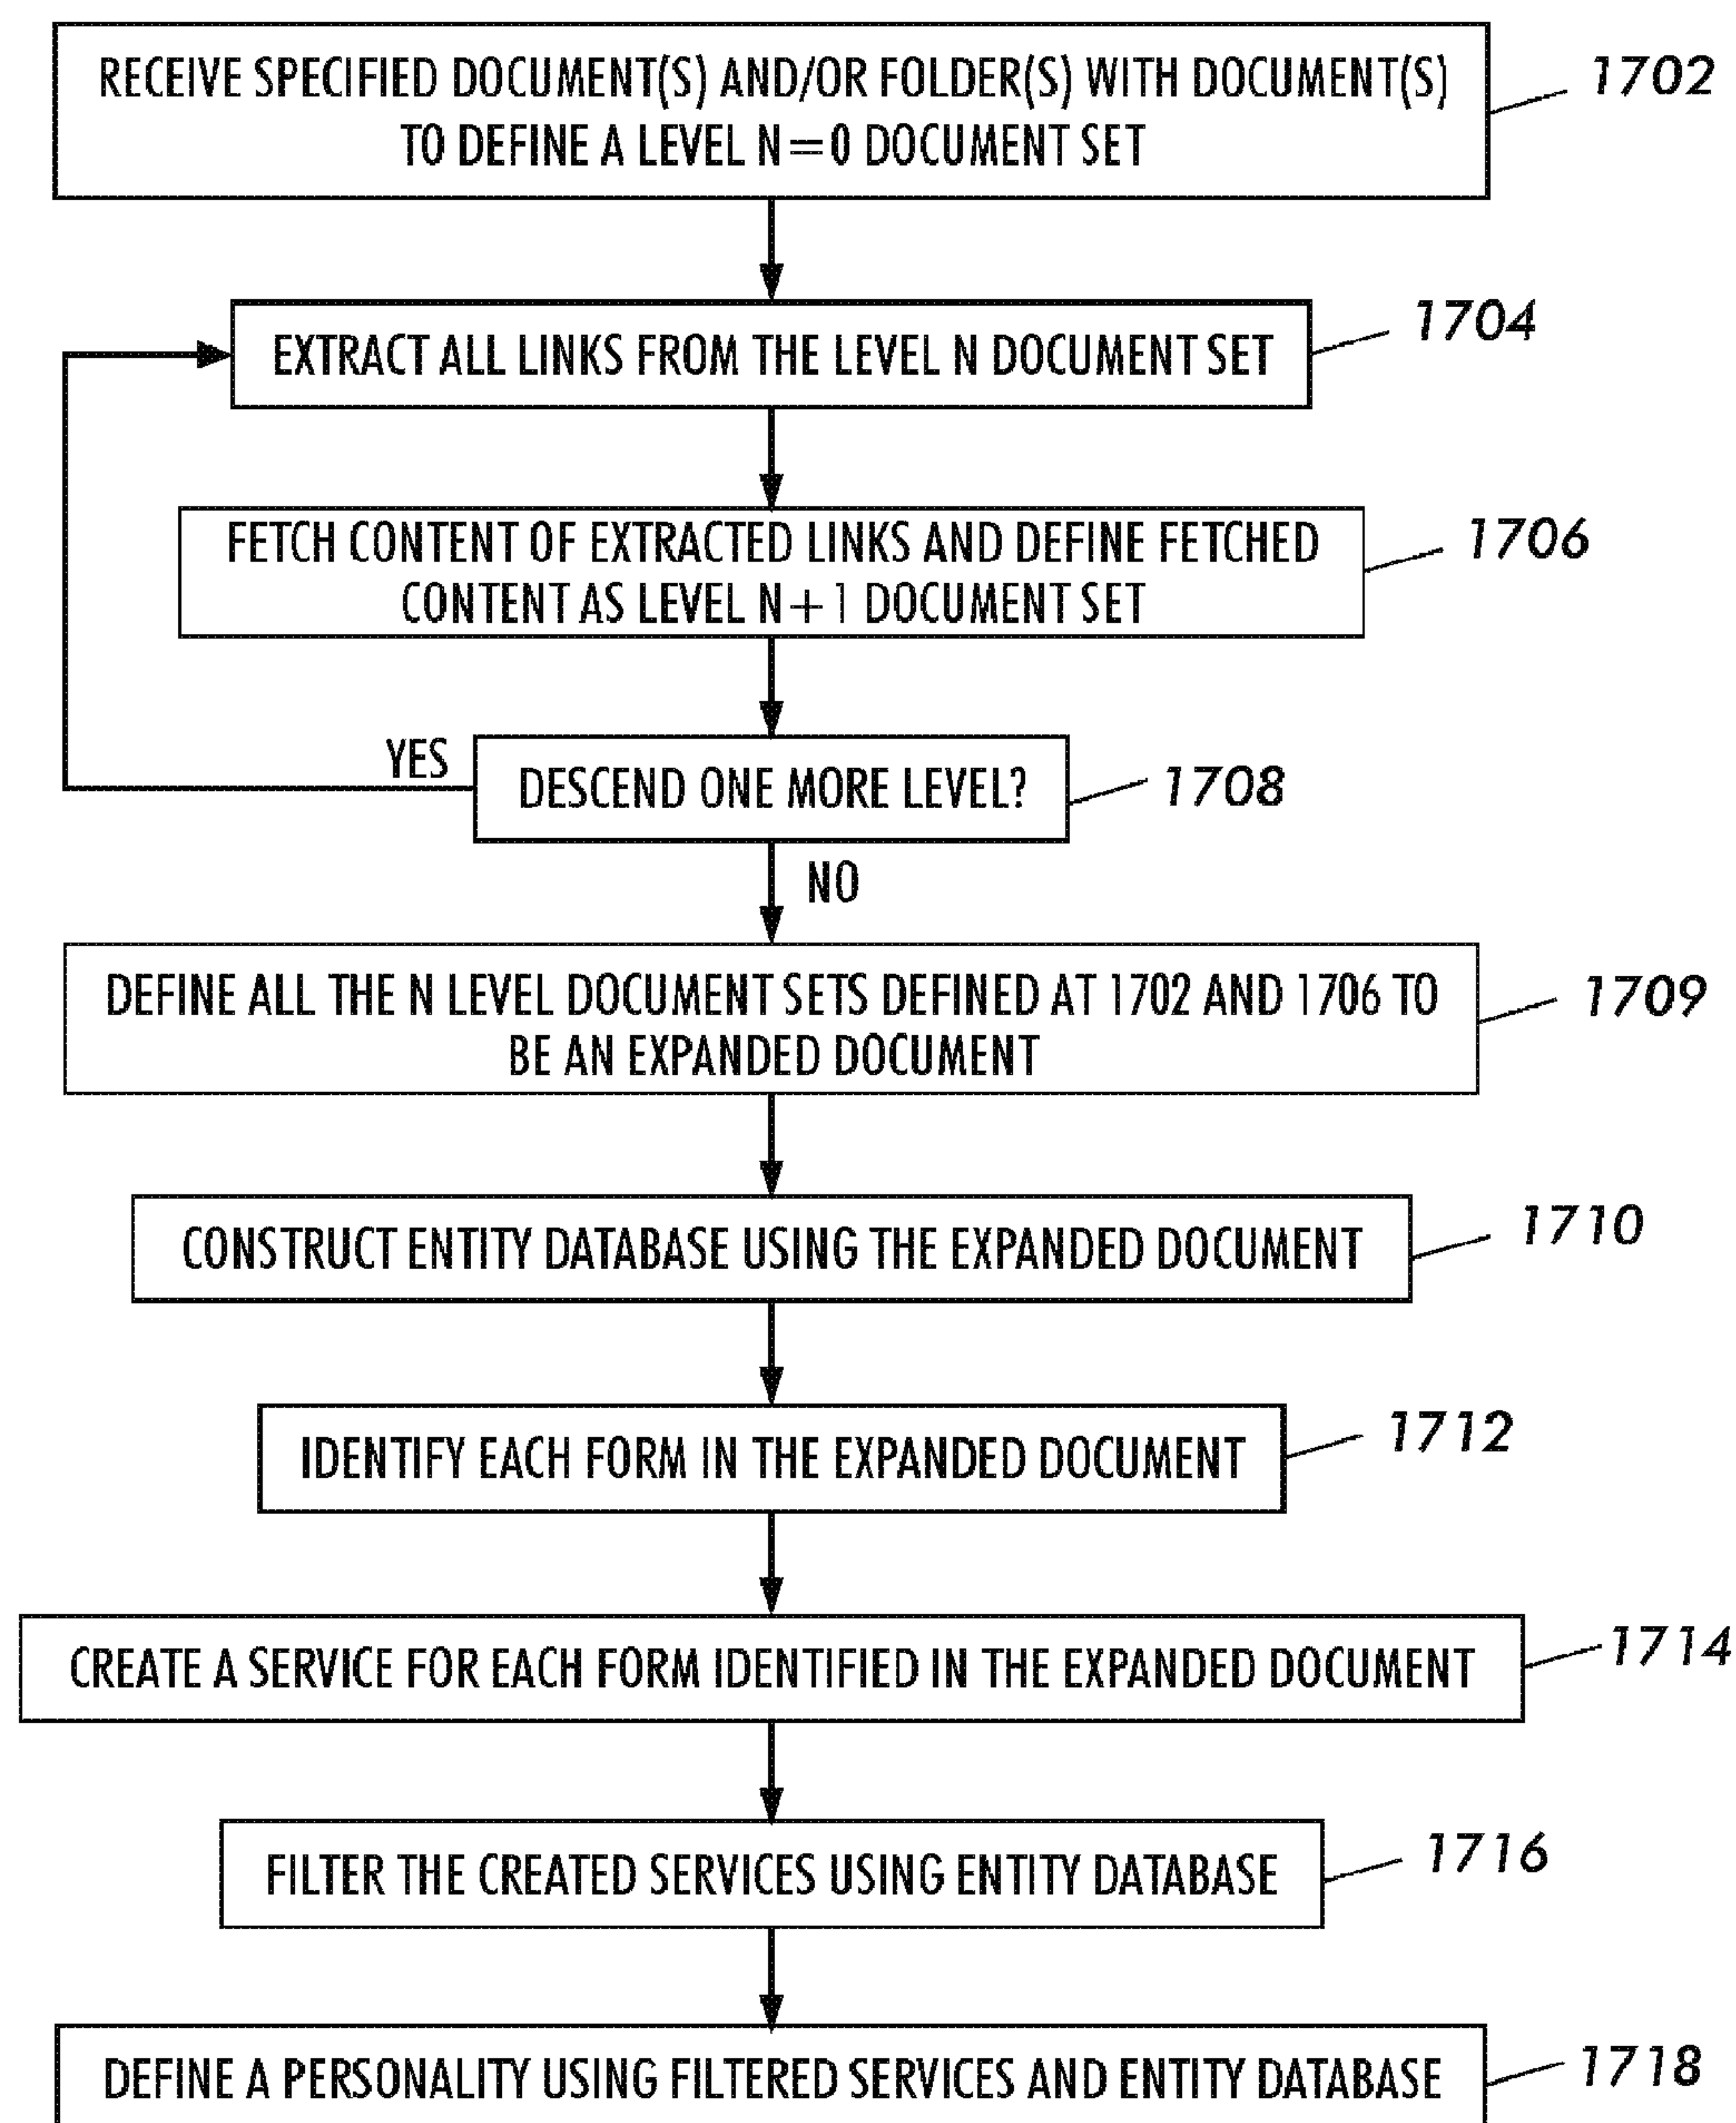 RECEIVE SPECIFIED DOCUMENT(S) AND/OR FOLDER(S) WITH DOCUMENT(S)
TO DEFINE A LEVEL N=0 DOCUMENT SET
1702
EXTRACT ALL LINKS FROM THE LEVEL N DOCUMENT SET
1704
FETCH CONTENT OF EXTRACTED LINKS AND DEFINE FETCHED
CONTENT AS LEVEL N+1 DOCUMENT SET
1706
YES
DESCEND ONE MORE LEVEL?
1708
NO
DEFINE ALL THE N LEVEL DOCUMENT SETS DEFINED AT 1702 AND 1706 TO
BE AN EXPANDED DOCUMENT
1709
CONSTRUCT ENTITY DATABASE USING THE EXPANDED DOCUMENT
1710
IDENTIFY EACH FORM IN THE EXPANDED DOCUMENT
1712
CREATE A SERVICE FOR EACH FORM IDENTIFIED IN THE EXPANDED DOCUMENT
1714
FILTER THE CREATED SERVICES USING ENTITY DATABASE
1716
DEFINE A PERSONALITY USING FILTERED SERVICES AND ENTITY DATABASE
1718